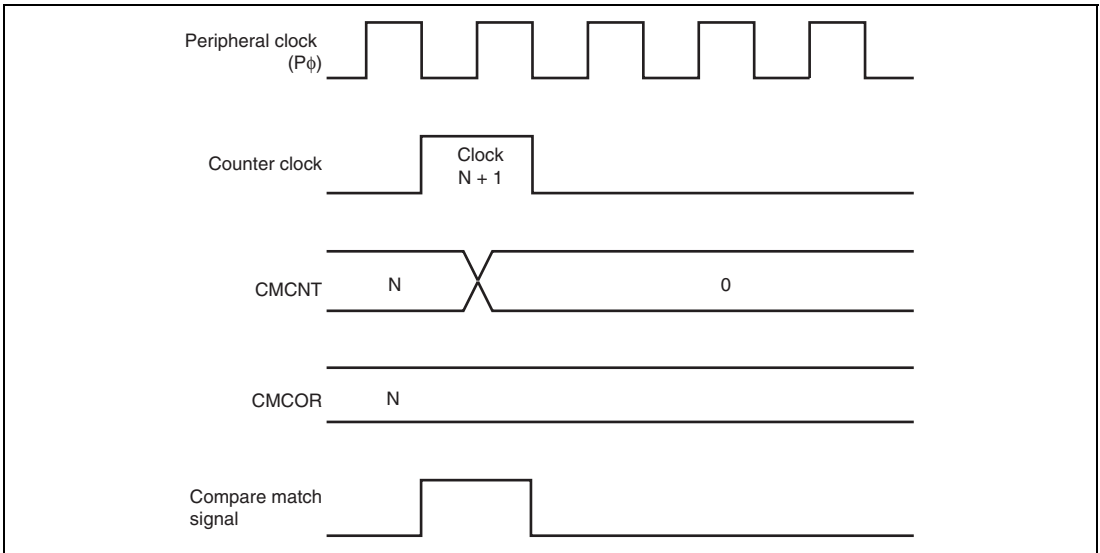 Peripheral clock
(Pϕ)
Counter clock
Clock
N + 1
CMCNT
N
0
CMCOR
N
Compare match
signal